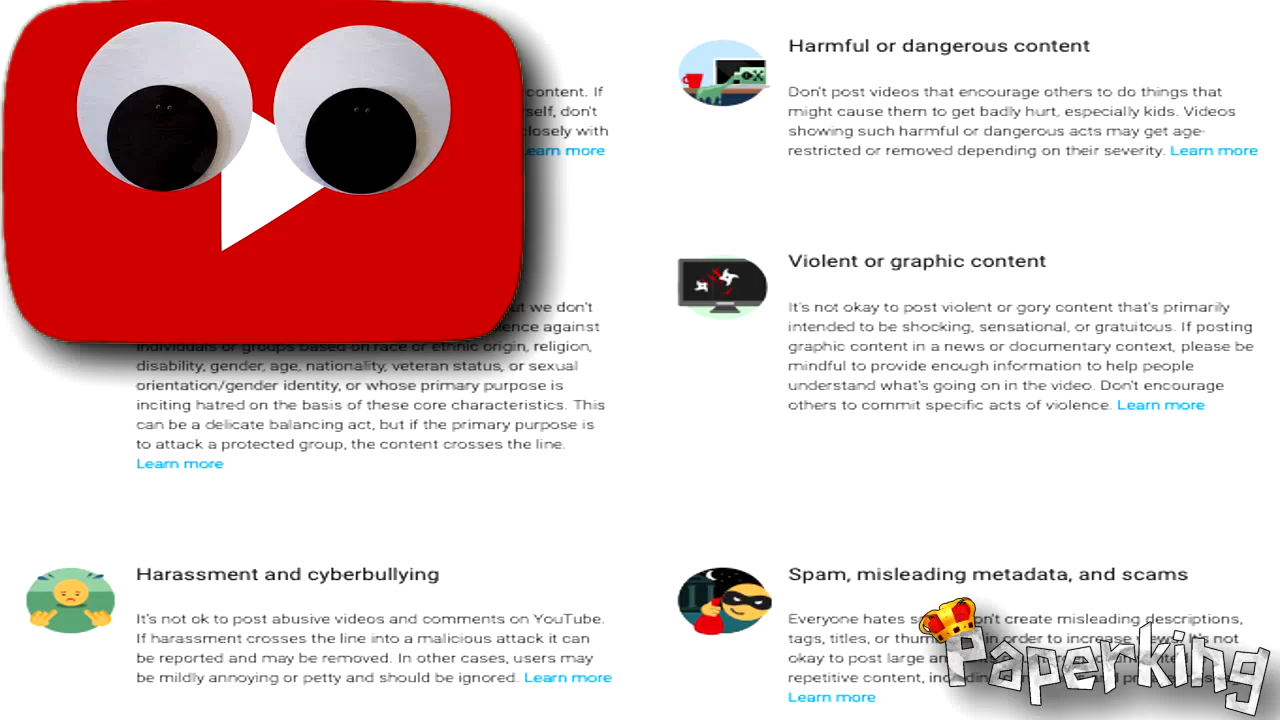 content. If
don't
closely with
Learn more
we don't
against
individuals or groups based on race or ethnic origin, religion,
disability, gender, age, nationality, veteran status, or sexual
orientation/gender identity, or whose primary purpose is
inciting hatred on the basis of these core characteristics. This
can be a delicate balancing act, but if the primary purpose is
to attack a protected group, the content crosses the line.
Learn more
Harassment and cyberbullying
It's not ok to post abusive videos and comments on YouTube.
If harassment crosses the line into a malicious attack it can
be reported and may be removed. In other cases, users may
be mildly annoying or petty and should be ignored. Learn more
Harmful or dangerous content
Don't post videos that encourage others to do things that
might cause them to get badly hurt, especially kids. Videos
showing such harmful or dangerous acts may get age-
restricted or removed depending on their severity. Learn more
Violent or graphic content
It's not okay to post violent or gory content that's primarily
intended to be shocking, sensational, or gratuitous. If posting
graphic content in a news or documentary context, please be
mindful to provide enough information to help people
understand what's going on in the video. Don't encourage
others to commit specific acts of violence. Learn more
Spam, misleading metadata, and scams
Everyone hates create misleading descriptions,
tags, titles, or in order to increase not
okay to post large
repetitive content,
Learn more
Paperking